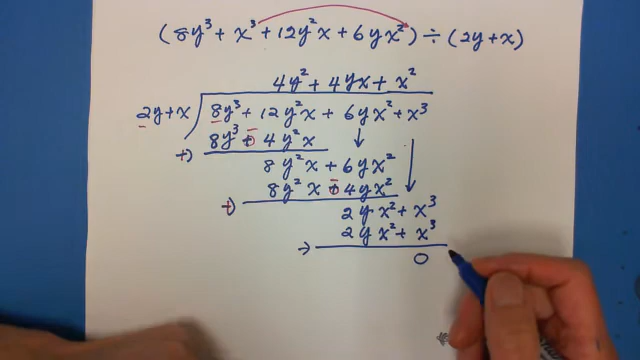 (8y³ + x³ + 12y²x + 6yx²) ÷ (2y+x)
4y² + 4yx + x²
2y+x ) 8y³ + 12y²x + 6yx² + x³
8y³ + 4y²x
8y²x + 6yx²
8y²x + 4yx²
2yx² + x³
2yx² + x³
0